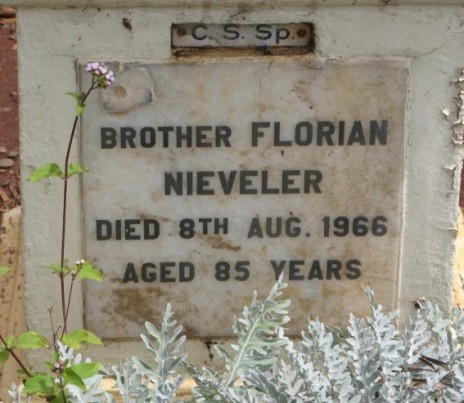 C. S. Sp.
BROTHER FLORIAN
NIEVELER
DIED 8TH AUG. 1966
AGED 85 YEARS